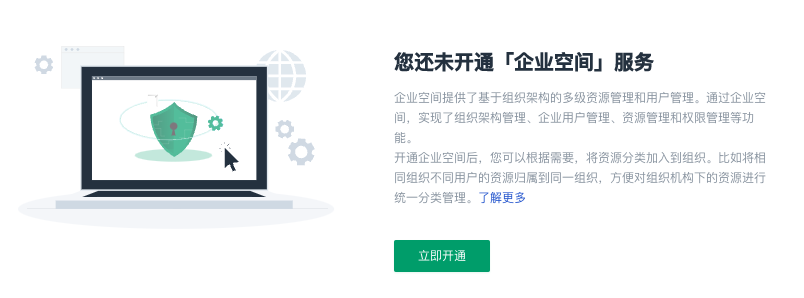 您还未开通「企业空间」服务
企业空间提供了基于组织架构的多级资源管理和用户管理。通过企业空
间，实现了组织架构管理、企业用户管理、资源管理和权限管理等功
能。
开通企业空间后，您可以根据需要，将资源分类加入到组织。比如将相
同组织不同用户的资源归属到同一组织，方便对组织机构下的资源进行
统一分类管理。了解更多
立即开通